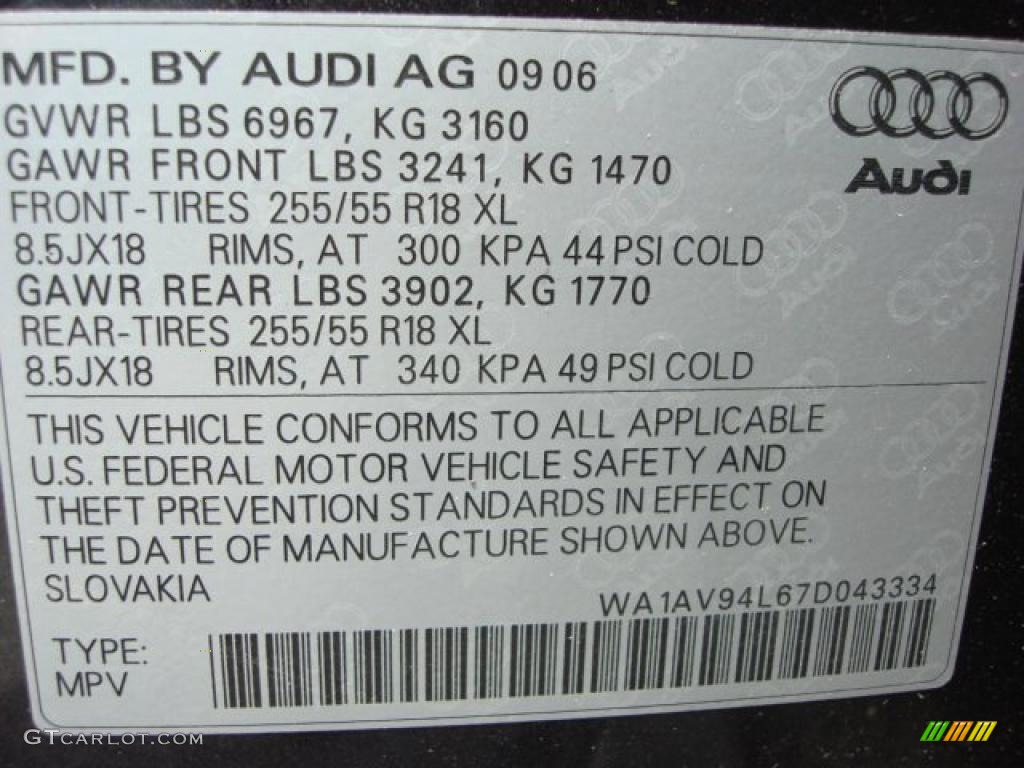 MFD. BY AUDI AG 09 06
GVWR LBS 6967, KG 3160
GAWR FRONT LBS 3241, KG 1470
FRONT-TIRES 255/55 R18 XL
8.5JX18 RIMS, AT 300 KPA 44 PSI COLD
GAWR REAR LBS 3902, KG 1770
REAR-TIRES 255/55 R18 XL
8.5JX18 RIMS, AT 340 KPA 49 PSI COLD
Audi
THIS VEHICLE CONFORMS TO ALL APPLICABLE
U.S. FEDERAL MOTOR VEHICLE SAFETY AND
THEFT PREVENTION STANDARDS IN EFFECT ON
THE DATE OF MANUFACTURE SHOWN ABOVE.
SLOVAKIA
WA1AV94L67D043334
TYPE:
MPV
GTCarLot.com